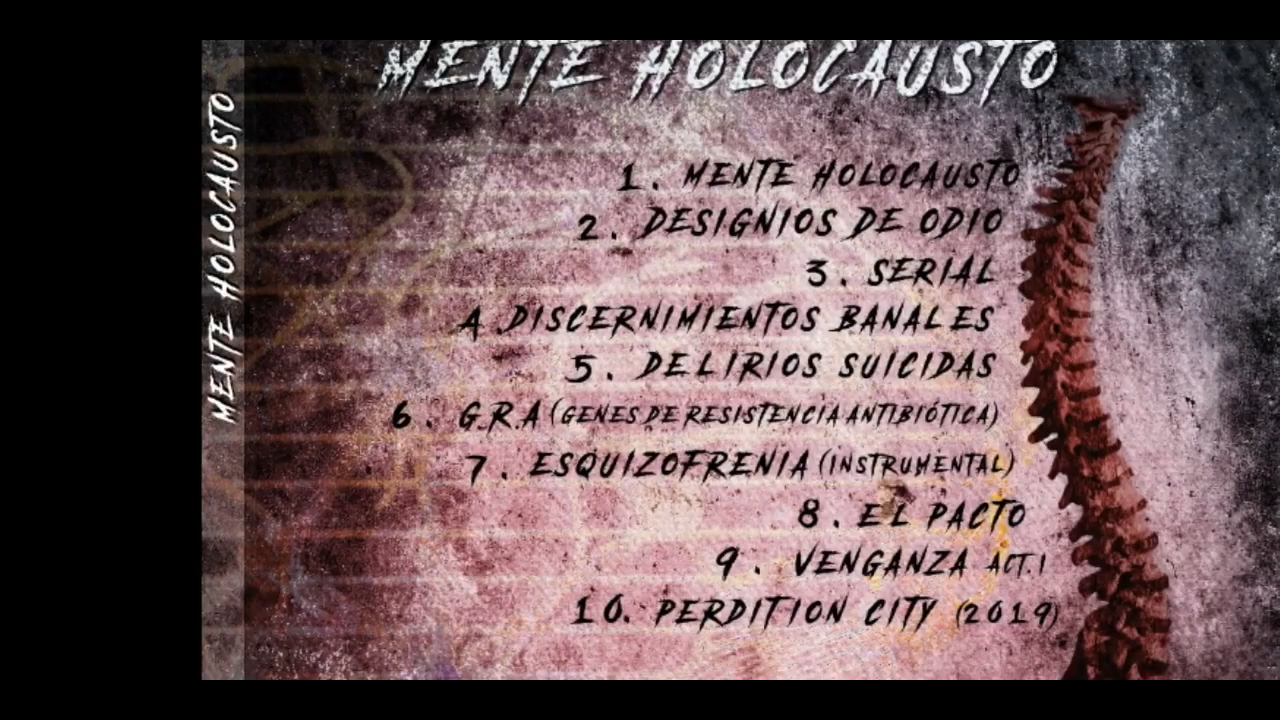 MENTE HOLOCAUSTO
MENTE HOLOCAUSTO
1. MENTE HOLOCAUSTO
2. DESIGNIOS DE ODIO
3. SERIAL
4.DISCERNIMIENTOS BANALES
5. DELIRIOS SUICIDAS
6. G.R.A (GENES DE RESISTENCIA ANTIBIÓTICA)
7. ESQUIZOFRENIA (INSTRUMENTAL)
8. EL PACTO
9. VENGANZA ACT.I
10. PERDITION CITY (2019)